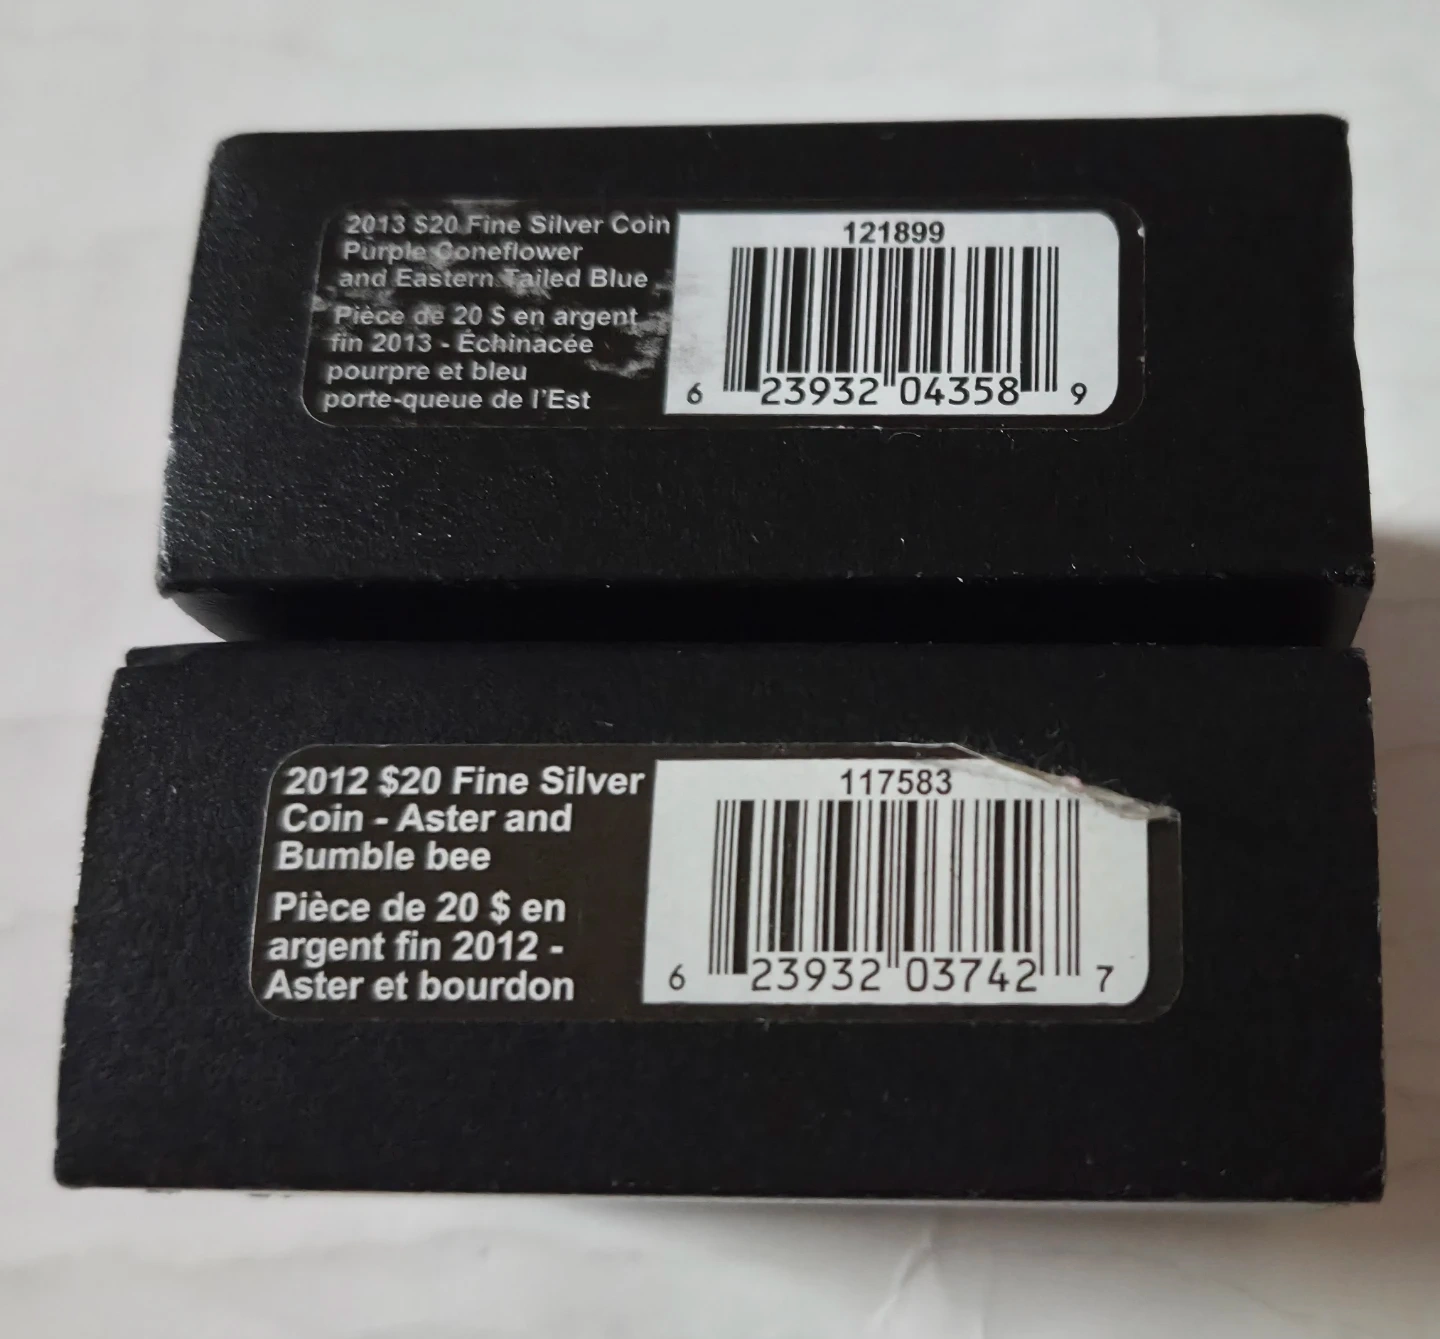 2013 $20 Fine Silver Coin
Purple Coneflower
and Eastern Tailed Blue
Pièce de 20 $ en argent
fin 2013 - Échinacée
pourpre et bleu
porte-queue de l'Est
121899
6 23932 04358 9
2012 $20 Fine Silver
Coin - Aster and
Bumble bee
Pièce de 20 $ en
argent fin 2012 -
Aster et bourdon
117583
6 23932 03742 7